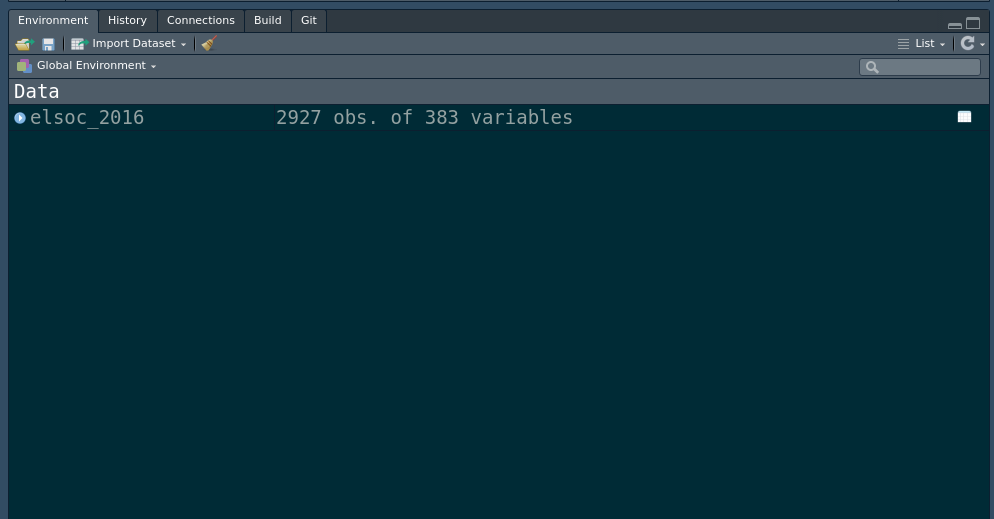 Environment History Connections Build Git
Import Dataset List
Global Environment
Data
elsoc_2016 2927 obs. of 383 variables